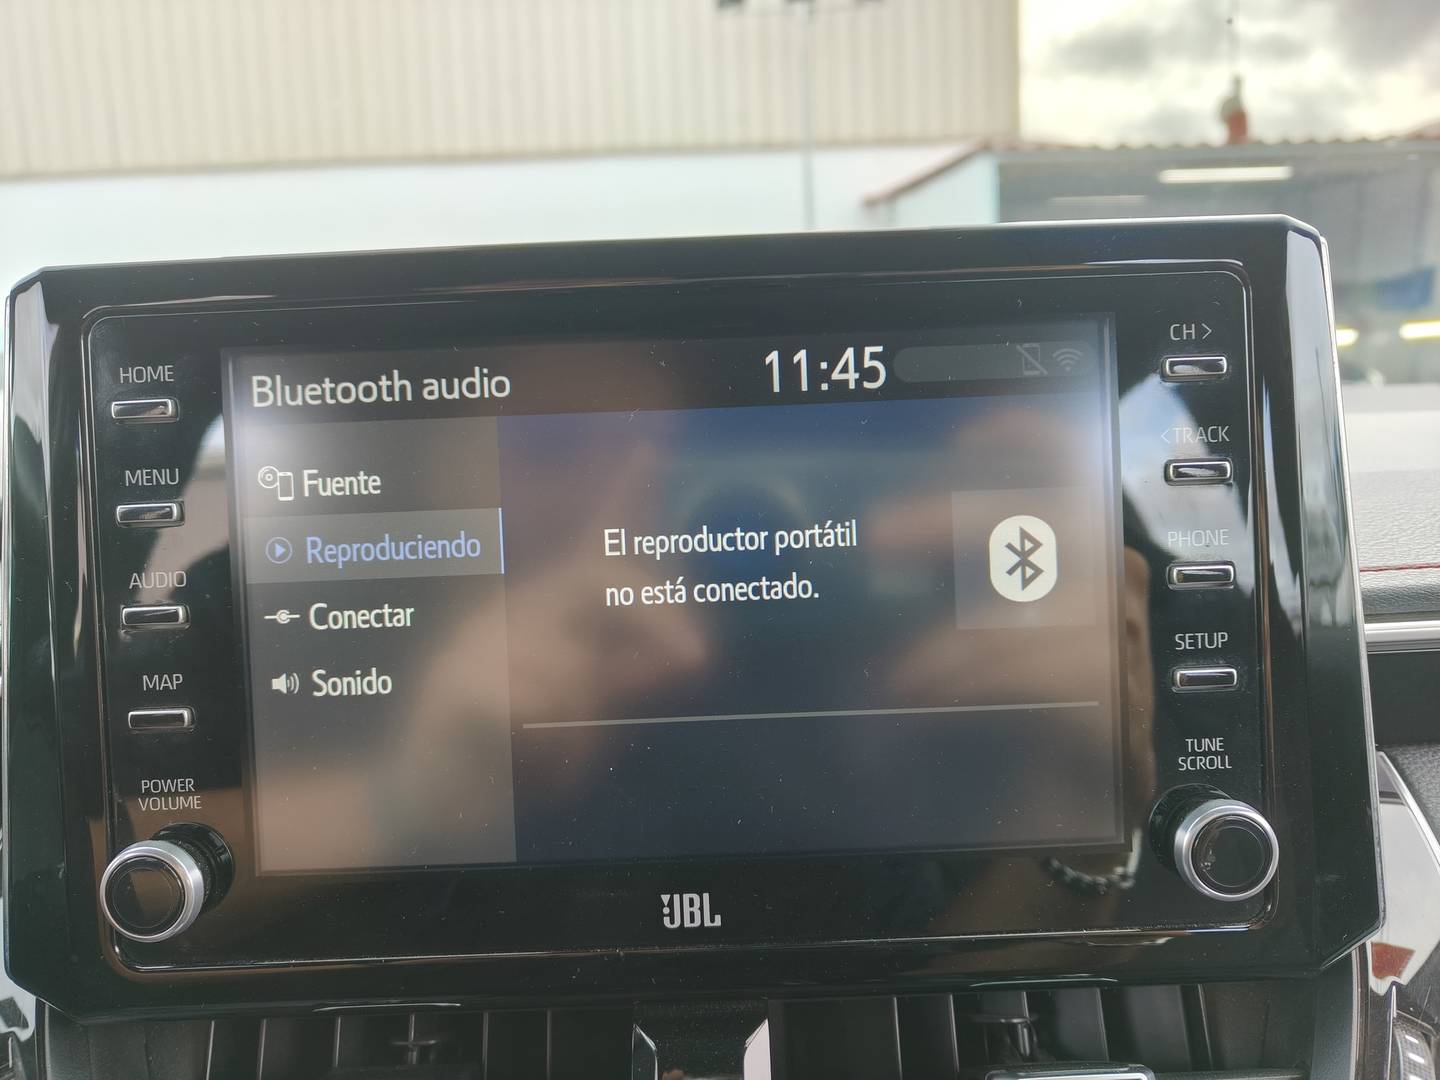 HOME
MENU
AUDIO
MAP
POWER
VOLUME
Bluetooth audio
11:45
Fuente
Reproduciendo
Conectar
Sonido
El reproductor portátil
no está conectado.
JBL
CH >
< TRACK
PHONE
SETUP
TUNE
SCROLL